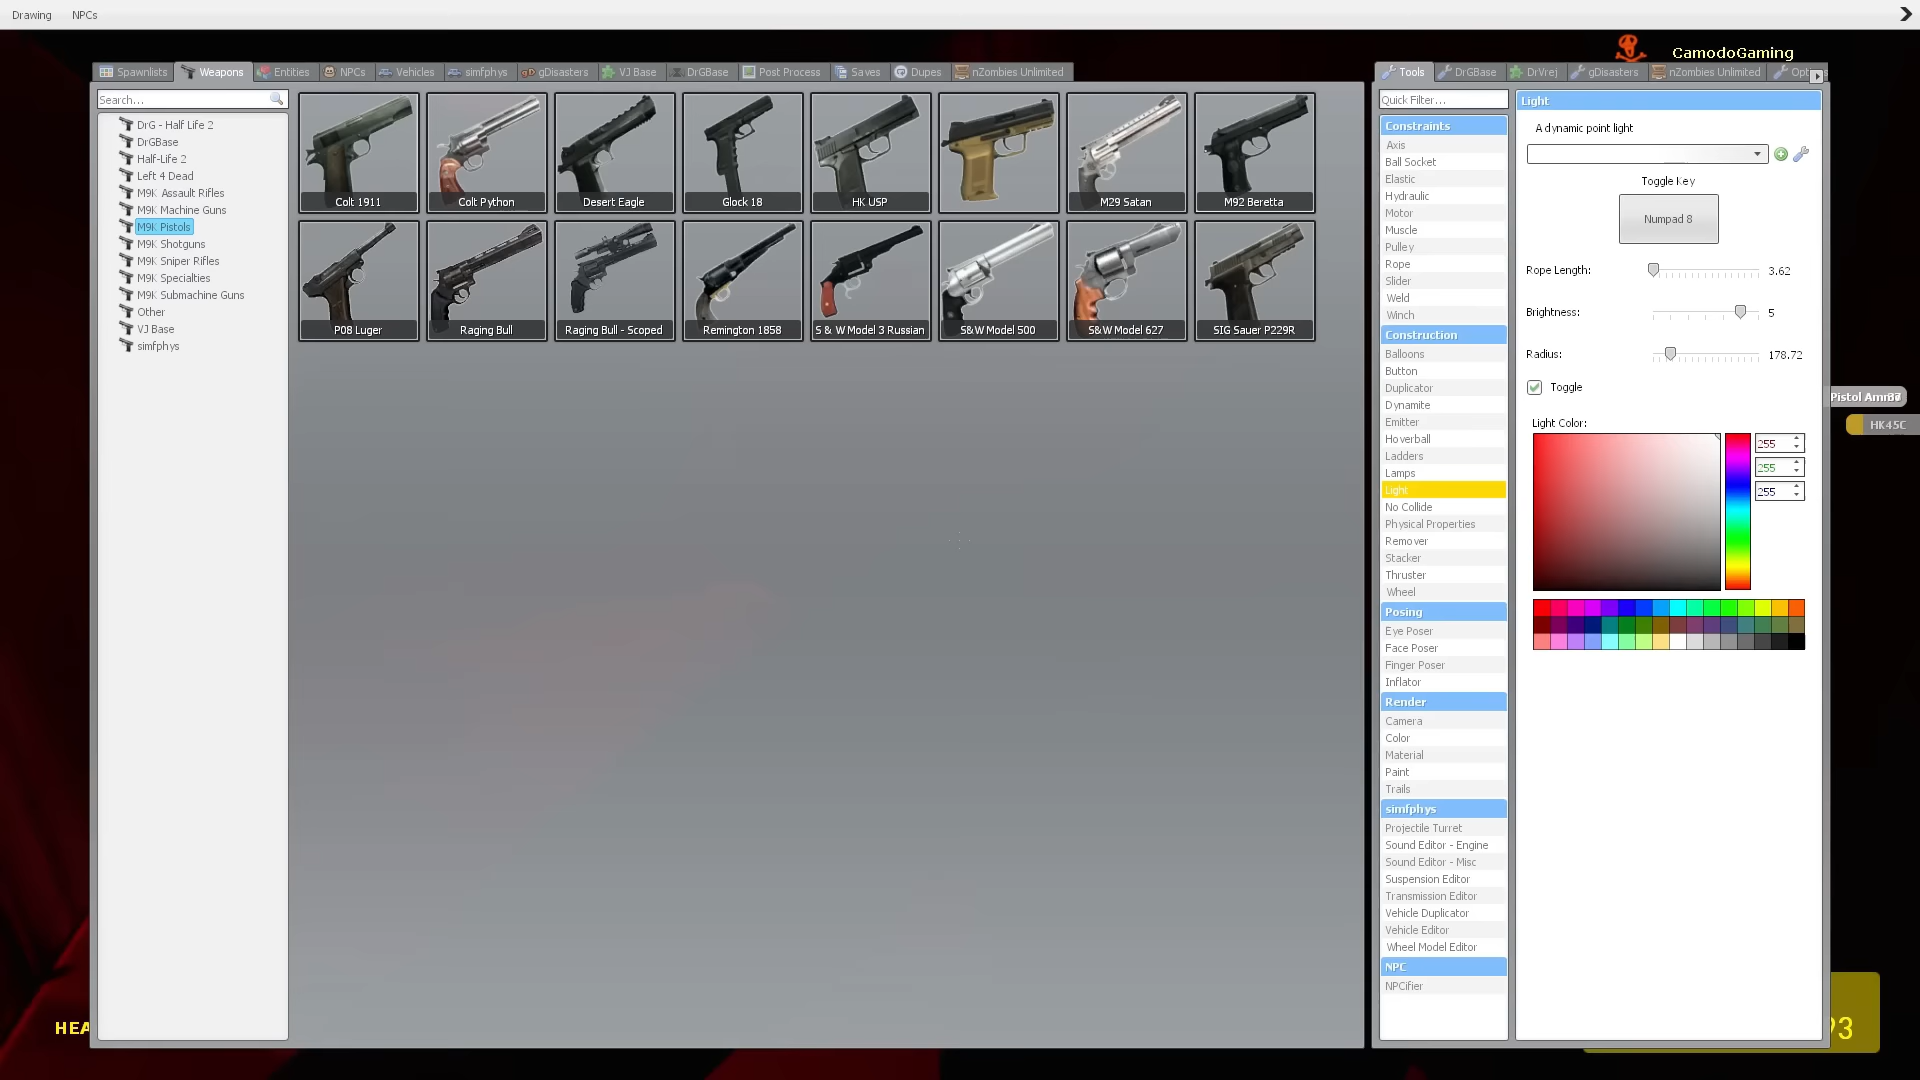 Drawing
NPCs
CamodoGaming
Spawnlists
Weapons
Entities
NPCs
Vehicles
simfphys
gDisasters
VJ Base
DrGBase
Post Process
Saves
Dupes
nZombies Unlimited
Search...
DrG - Half Life 2
DrGBase
Half-Life 2
Left 4 Dead
M9K Assault Rifles
M9K Machine Guns
M9K Pistols
M9K Shotguns
M9K Sniper Rifles
M9K Specialties
M9K Submachine Guns
Other
VJ Base
simfphys
Colt 1911
Colt Python
Desert Eagle
Glock 18
HK USP
M29 Satan
M92 Beretta
P08 Luger
Raging Bull
Raging Bull - Scoped
Remington 1858
S & W Model 3 Russian
S&W Model 500
S&W Model 627
SIG Sauer P229R
Tools
DrGBase
DrVrej
gDisasters
nZombies Unlimited
Quick Filter...
Constraints
Axis
Ball Socket
Elastic
Hydraulic
Motor
Muscle
Pulley
Rope
Slider
Weld
Winch
Construction
Balloons
Button
Duplicator
Dynamite
Emitter
Hoverball
Ladders
Lamps
Light
No Collide
Physical Properties
Remover
Stacker
Thruster
Wheel
Posing
Eye Poser
Face Poser
Finger Poser
Inflator
Render
Camera
Color
Material
Paint
Trails
simfphys
Projectile Turret
Sound Editor - Engine
Sound Editor - Misc
Suspension Editor
Transmission Editor
Vehicle Duplicator
Vehicle Editor
Wheel Model Editor
NPC
NPCifier
Light
A dynamic point light
Toggle Key
Numpad 8
Rope Length: 3.62
Brightness: 5
Radius: 178.72
Toggle
Light Color:
255
255
255
Pistol
HK45C
HEA
93